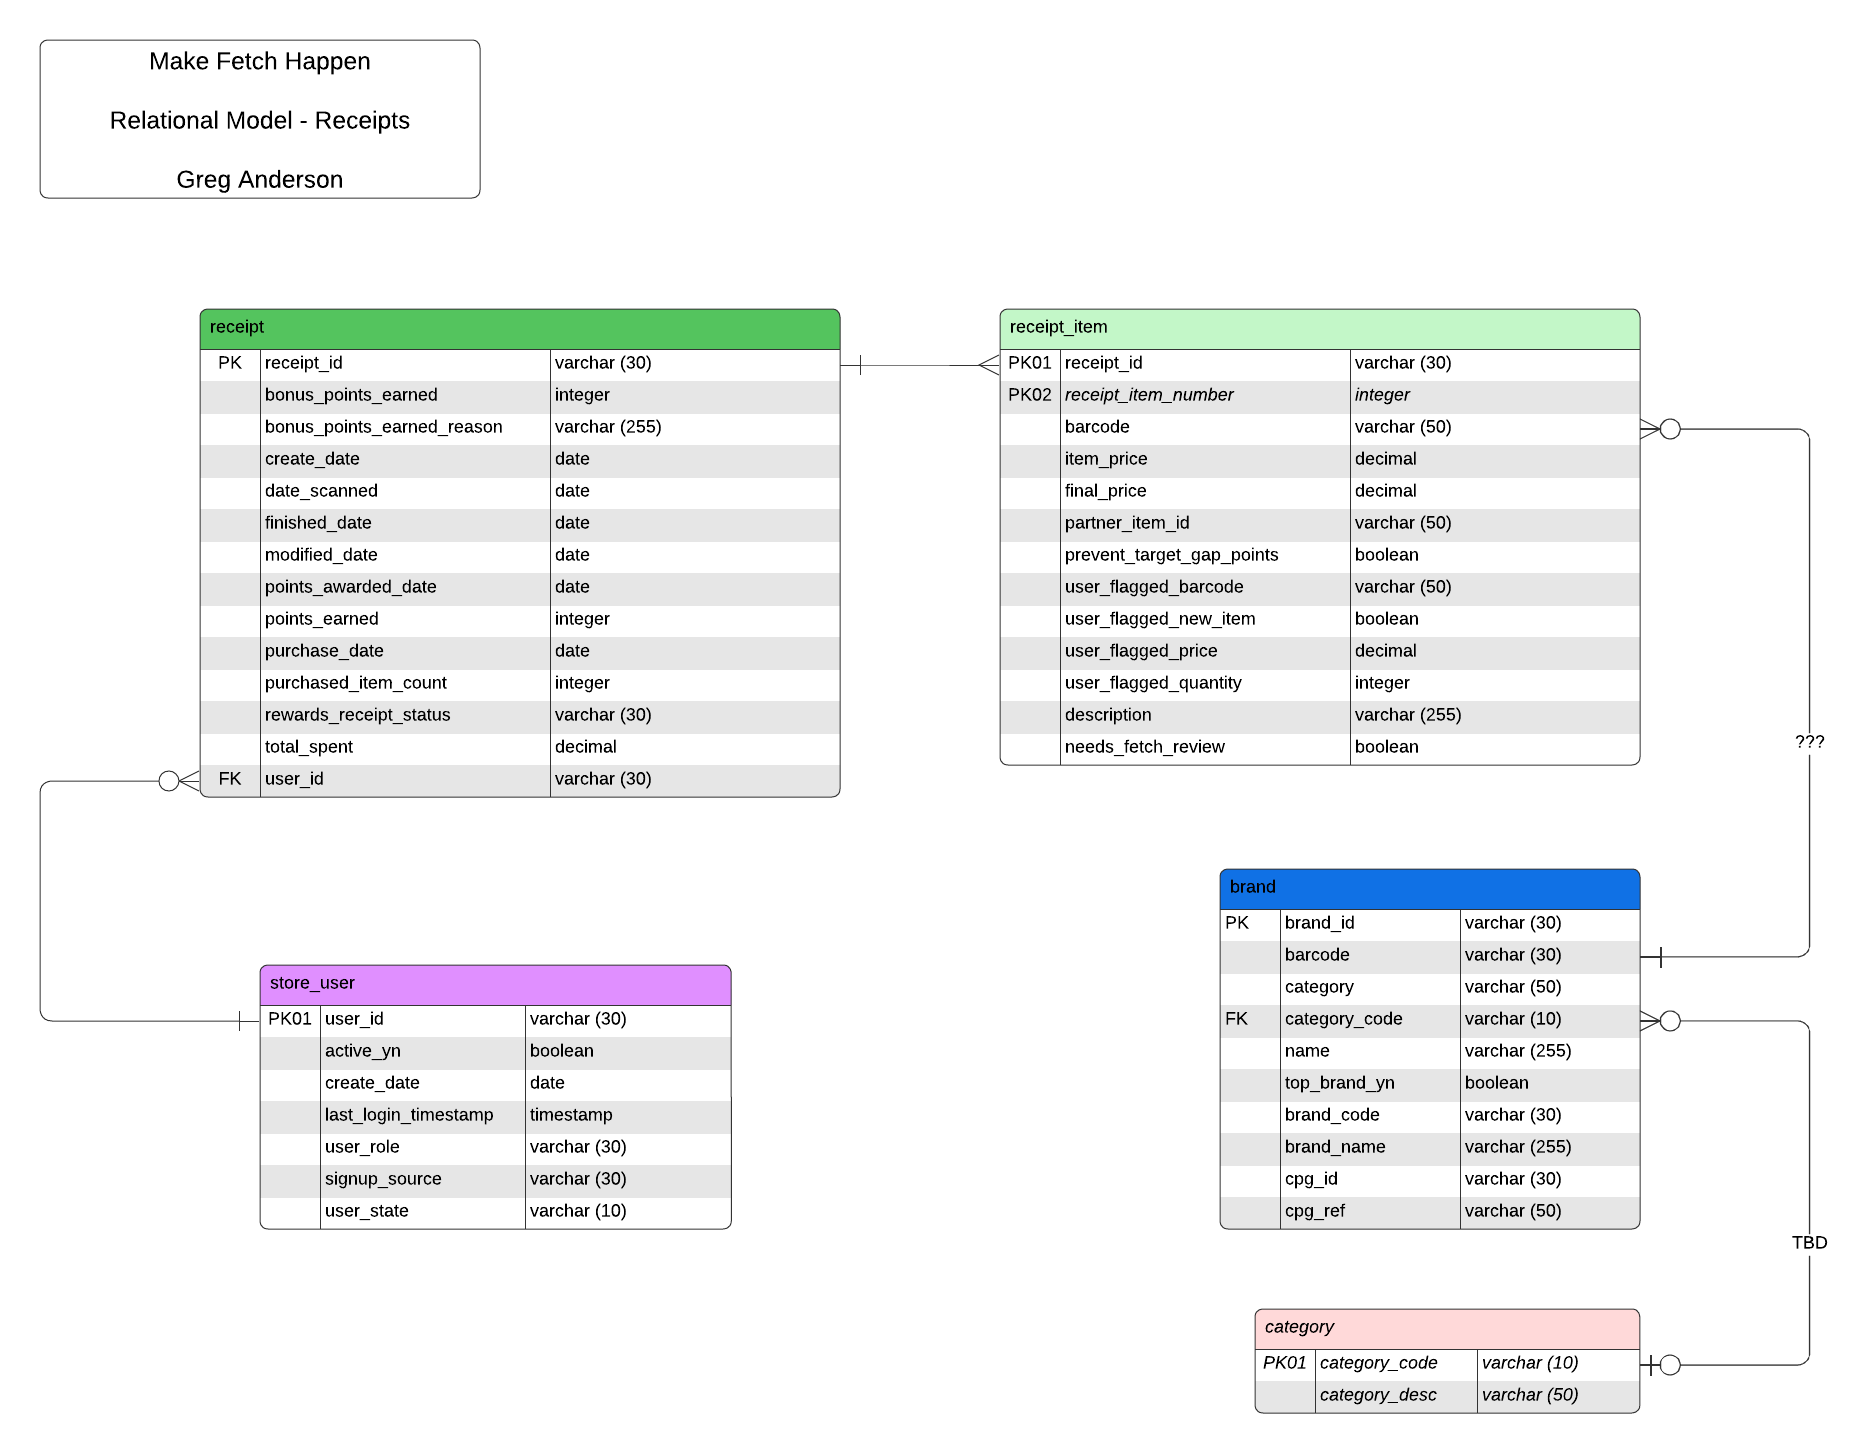 Make Fetch Happen
Relational Model - Receipts
Greg Anderson
receipt
PK receipt_id varchar (30)
bonus_points_earned integer
bonus_points_earned_reason varchar (255)
create_date date
date_scanned date
finished_date date
modified_date date
points_awarded_date date
points_earned integer
purchase_date date
purchased_item_count integer
rewards_receipt_status varchar (30)
total_spent decimal
FK user_id varchar (30)
receipt_item
PK01 receipt_id varchar (30)
PK02 receipt_item_number integer
barcode varchar (50)
item_price decimal
final_price decimal
partner_item_id varchar (50)
prevent_target_gap_points boolean
user_flagged_barcode varchar (50)
user_flagged_new_item boolean
user_flagged_price decimal
user_flagged_quantity integer
description varchar (255)
needs_fetch_review boolean
???
brand
PK brand_id varchar (30)
barcode varchar (30)
category varchar (50)
FK category_code varchar (10)
name varchar (255)
top_brand_yn boolean
brand_code varchar (30)
brand_name varchar (255)
cpg_id varchar (30)
cpg_ref varchar (50)
store_user
PK01 user_id varchar (30)
active_yn boolean
create_date date
last_login_timestamp timestamp
user_role varchar (30)
signup_source varchar (30)
user_state varchar (10)
TBD
category
PK01 category_code varchar (10)
category_desc varchar (50)